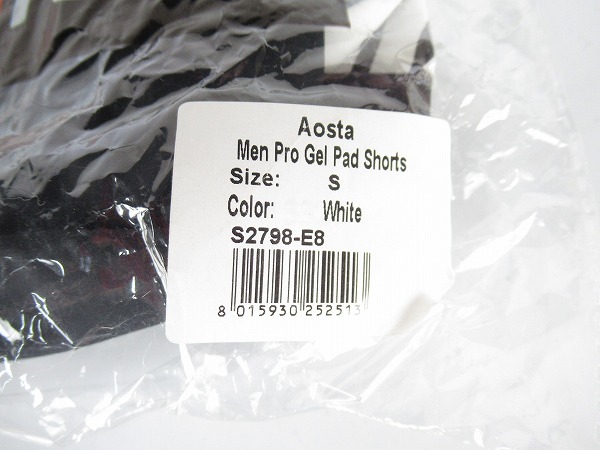 Aosta
Men Pro Gel Pad Shorts
Size: S
Color: White
S2798-E8
8 015930 252513